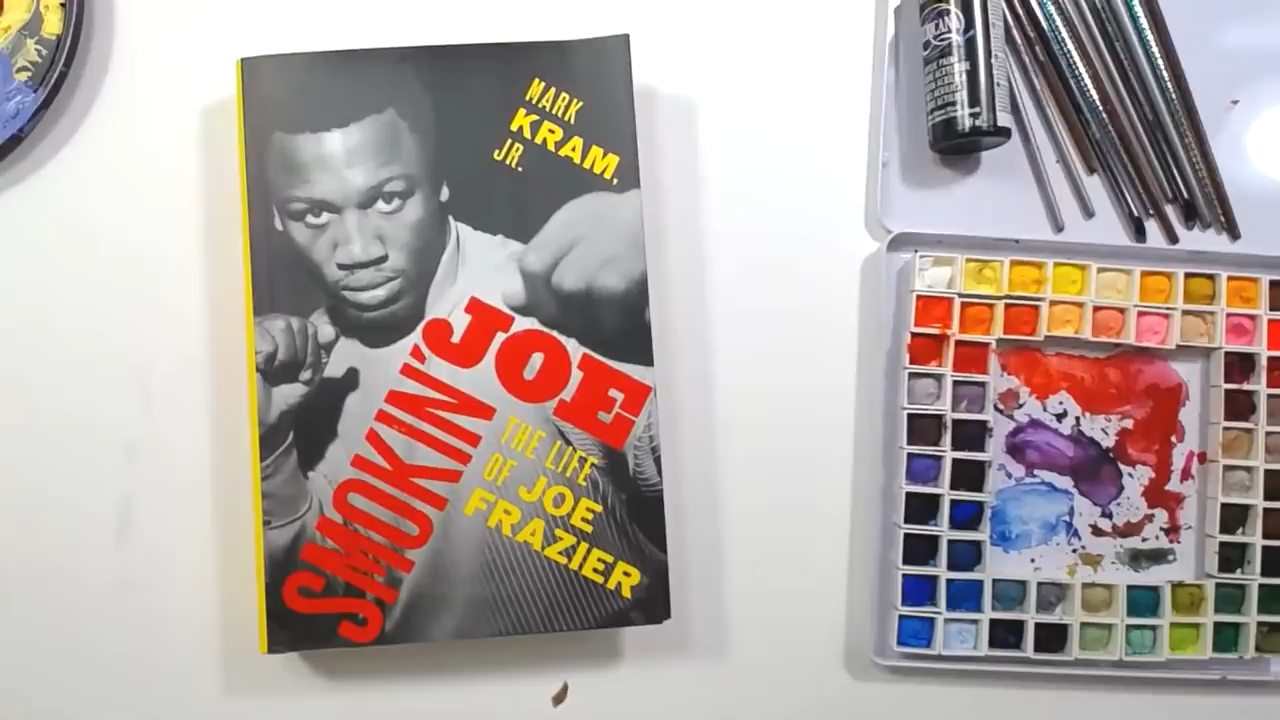 MARK
KRAM,
JR.
SMOKIN' JOE
THE LIFE
OF JOE
FRAZIER